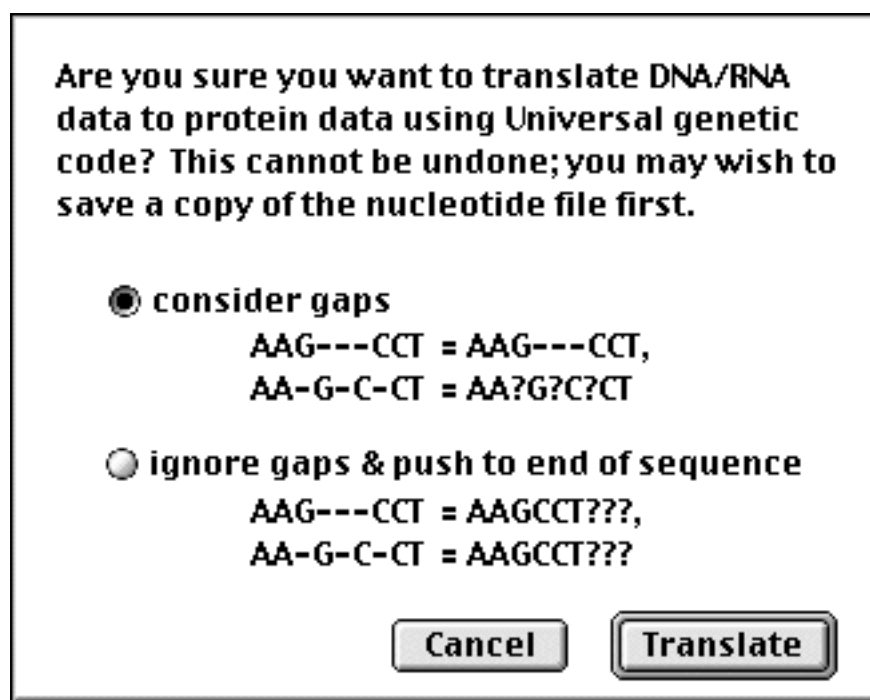 Are you sure you want to translate DNA/RNA
data to protein data using Universal genetic
code?  This cannot be undone; you may wish to
save a copy of the nucleotide file first.
consider gaps
AAG---CCT = AAG---CCT,
AA-G-C-CT = AA?G?C?CT
ignore gaps & push to end of sequence
AAG---CCT = AAGCCT???,
AA-G-C-CT = AAGCCT???
Cancel Translate